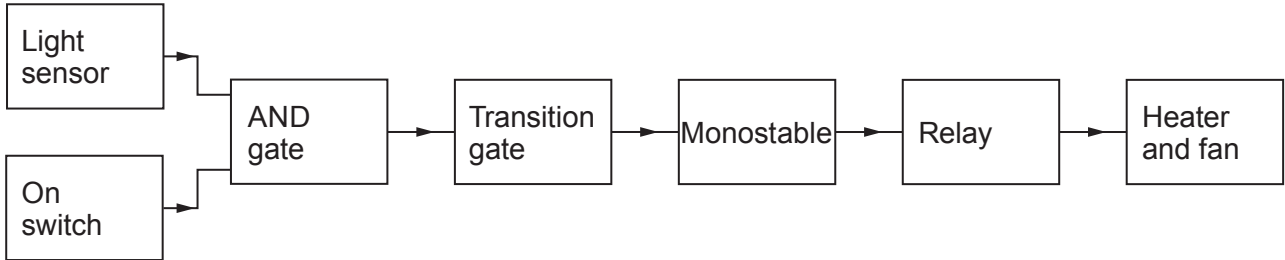 Light
sensor
On
switch
AND
gate
Transition
gate
Monostable
Relay
Heater
and fan